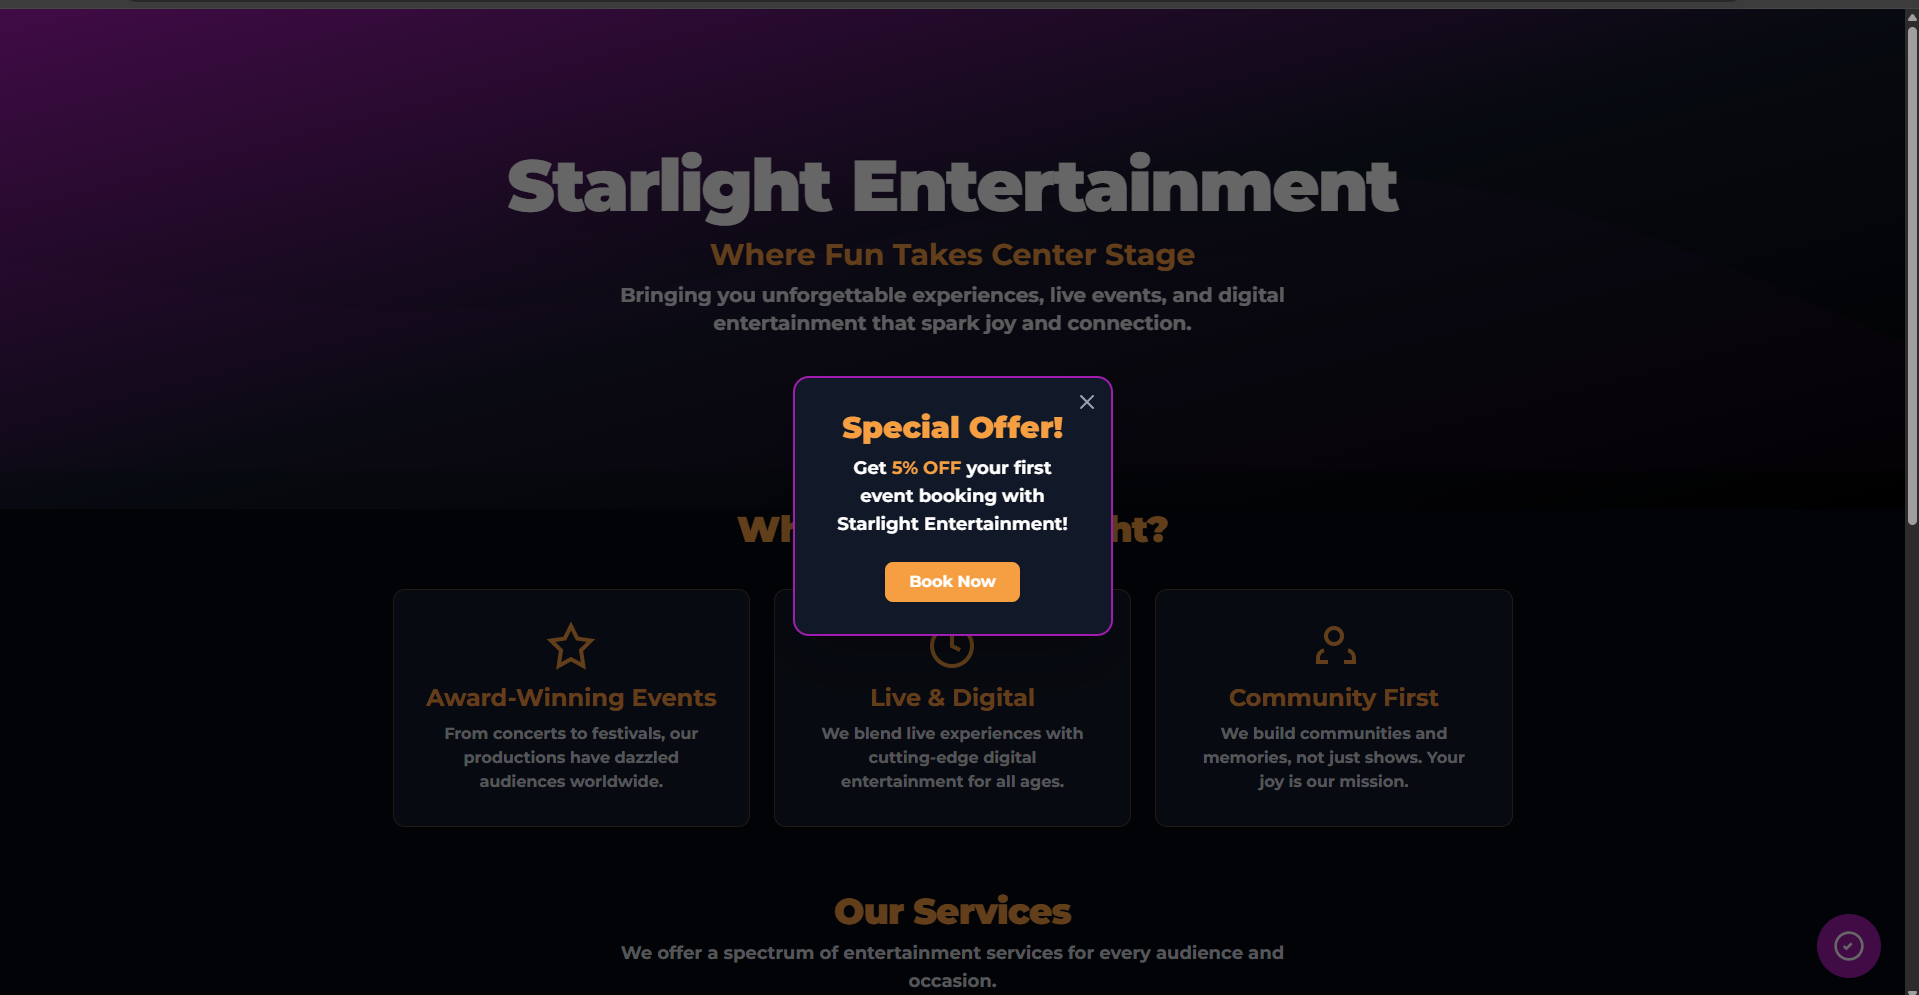 Starlight Entertainment
Where Fun Takes Center Stage
Bringing you unforgettable experiences, live events, and digital
entertainment that spark joy and connection.
Special Offer!
Get 5% OFF your first
event booking with
Starlight Entertainment!
Book Now
Award-Winning Events
From concerts to festivals, our
productions have dazzled
audiences worldwide.
Live & Digital
We blend live experiences with
cutting-edge digital
entertainment for all ages.
Community First
We build communities and
memories, not just shows. Your
joy is our mission.
Our Services
We offer a spectrum of entertainment services for every audience and
occasion.